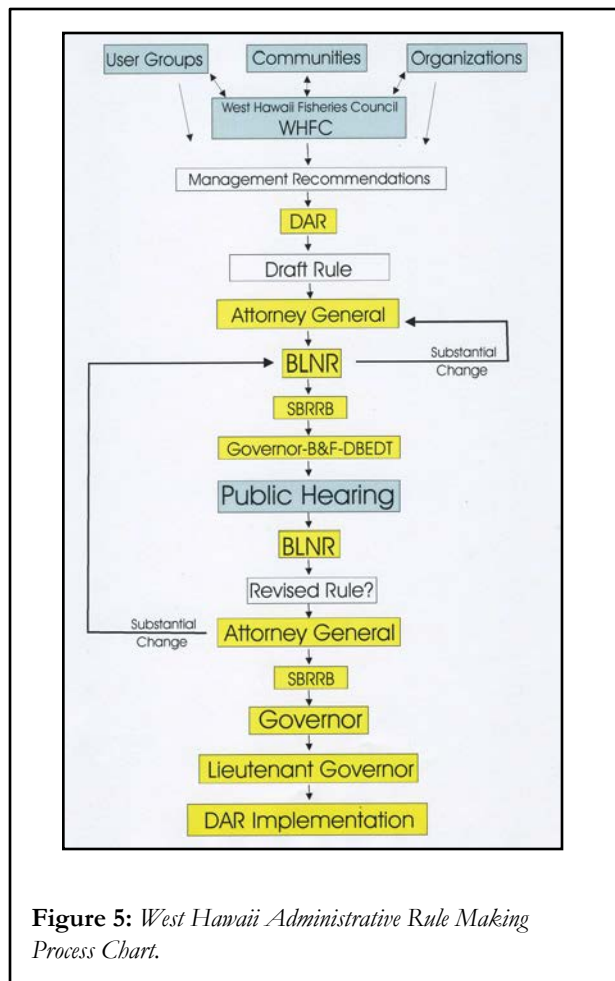 User Groups Communities Organizations
West Hawaii Fisheries Council
WHFC
Management Recommendations
DAR
Draft Rule
Attorney General
BLNR
Substantial
Change
SBRRB
Governor-B&F-DBEDT
Public Hearing
BLNR
Revised Rule?
Substantial
Change
Attorney General
SBRRB
Governor
Lieutenant Governor
DAR Implementation
Figure 5: West Hawaii Administrative Rule Making
Process Chart.